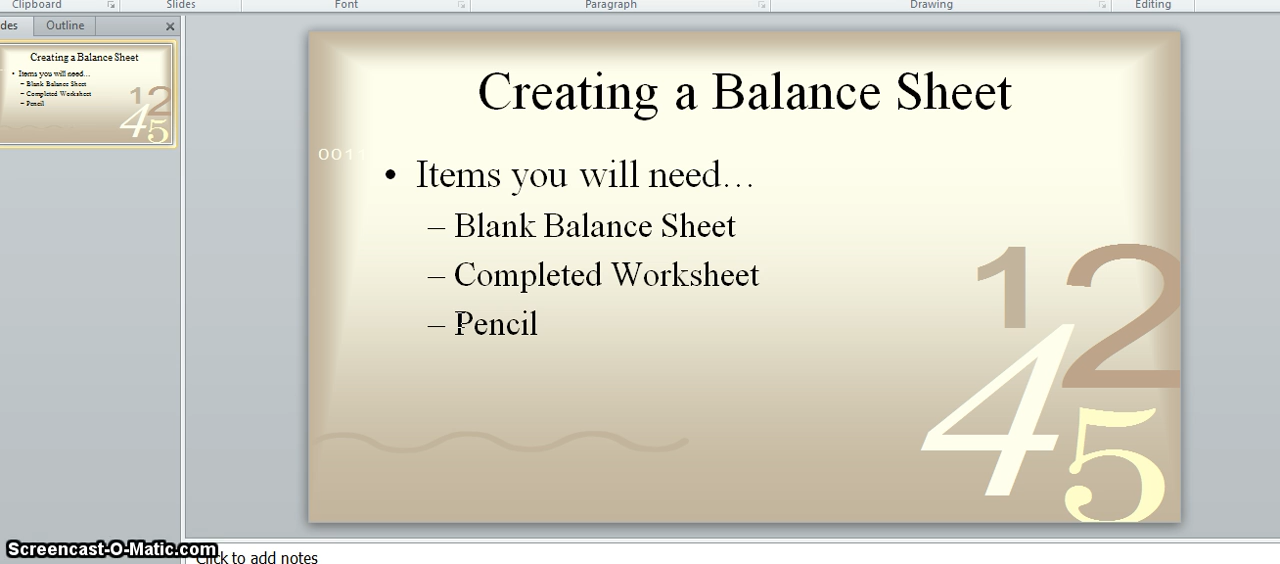 Clipboard Slides Font Paragraph Drawing Editing
des Outline
Creating a Balance Sheet
• Items you will need...
– Blank Balance Sheet
– Completed Worksheet
– Pencil
12
45
Creating a Balance Sheet
0011
• Items you will need…
– Blank Balance Sheet
– Completed Worksheet
– Pencil
12
45
Screencast-O-Matic.com
Click to add notes